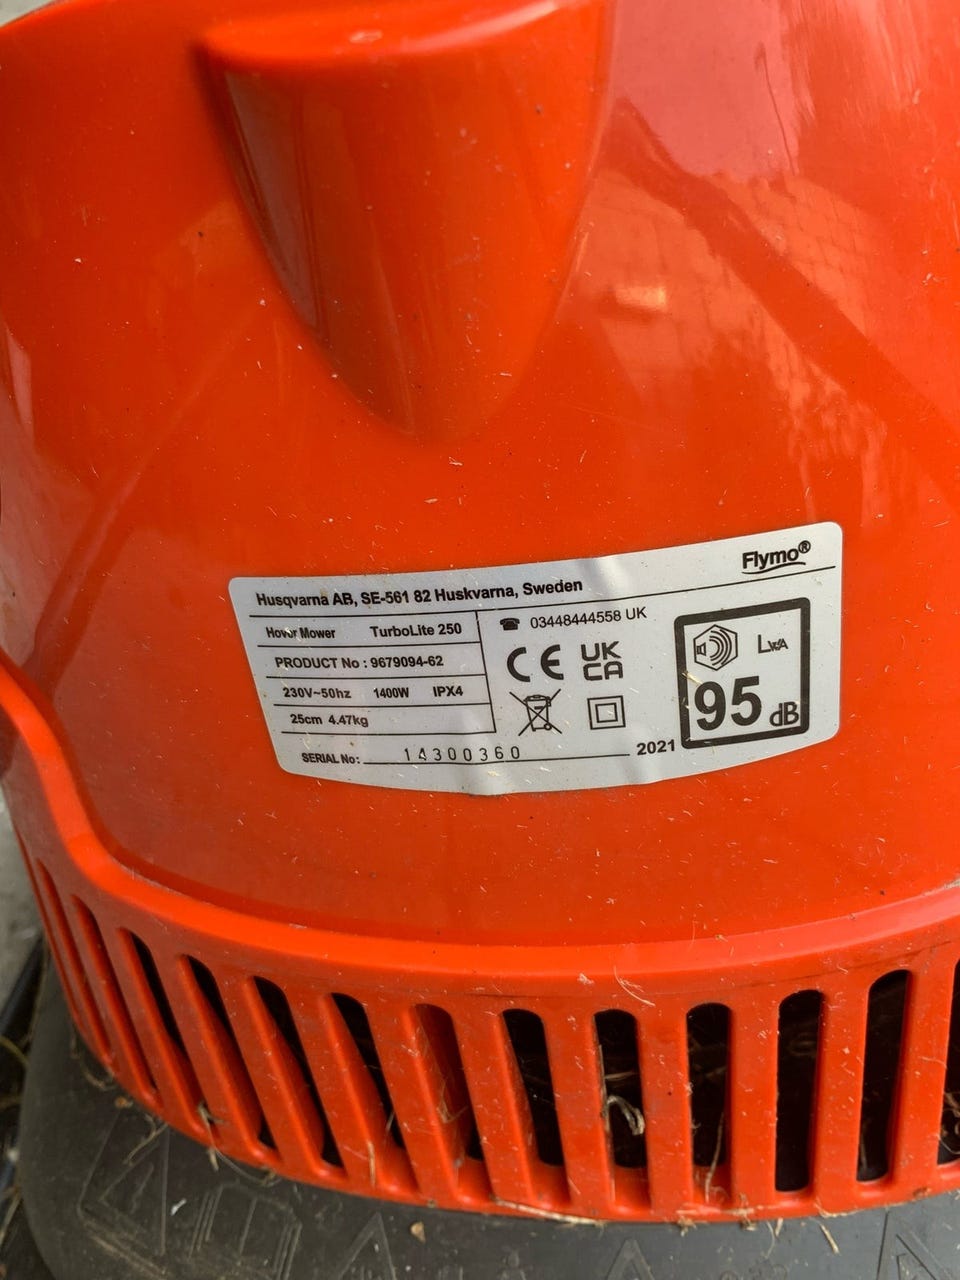 Flymo®
Husqvarna AB, SE-561 82 Huskvarna, Sweden
Hover Mower TurboLite 250
☎ 03448444558 UK
PRODUCT No : 9679094-62
CE UK
CA
230V~50hz 1400W IPX4
25cm 4.47kg
LWA
95 dB
SERIAL No: 14300360 2021